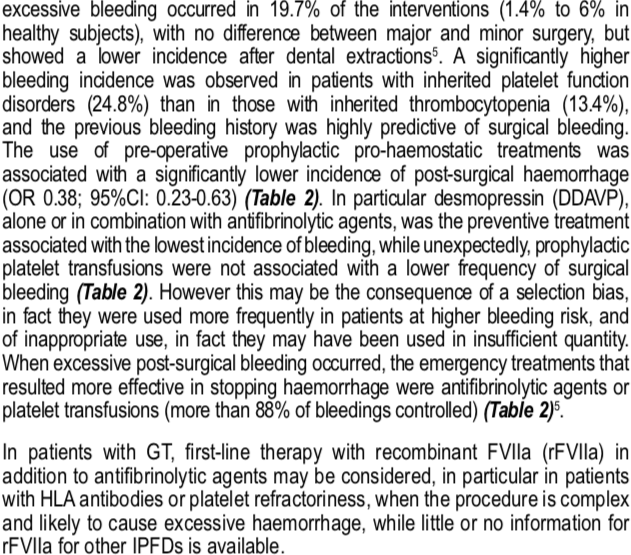 excessive bleeding occurred in 19.7% of the interventions (1.4% to 6% in
healthy subjects), with no difference between major and minor surgery, but
showed a lower incidence after dental extractions⁵. A significantly higher
bleeding incidence was observed in patients with inherited platelet function
disorders (24.8%) than in those with inherited thrombocytopenia (13.4%),
and the previous bleeding history was highly predictive of surgical bleeding.
The use of pre-operative prophylactic pro-haemostatic treatments was
associated with a significantly lower incidence of post-surgical haemorrhage
(OR 0.38; 95%CI: 0.23-0.63) (Table 2). In particular desmopressin (DDAVP),
alone or in combination with antifibrinolytic agents, was the preventive treatment
associated with the lowest incidence of bleeding, while unexpectedly, prophylactic
platelet transfusions were not associated with a lower frequency of surgical
bleeding (Table 2). However this may be the consequence of a selection bias,
in fact they were used more frequently in patients at higher bleeding risk, and
of inappropriate use, in fact they may have been used in insufficient quantity.
When excessive post-surgical bleeding occurred, the emergency treatments that
resulted more effective in stopping haemorrhage were antifibrinolytic agents or
platelet transfusions (more than 88% of bleedings controlled) (Table 2)⁵.
In patients with GT, first-line therapy with recombinant FVIIa (rFVIIa) in
addition to antifibrinolytic agents may be considered, in particular in patients
with HLA antibodies or platelet refractoriness, when the procedure is complex
and likely to cause excessive haemorrhage, while little or no information for
rFVIIa for other IPFDs is available.